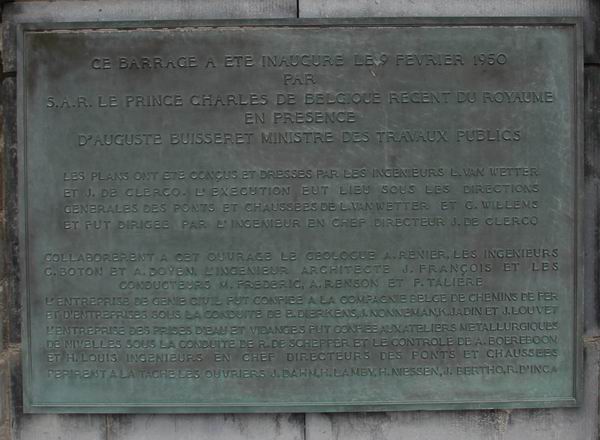 CE BARRAGE A ETE INAUGURE LE 9 FEVRIER 1950
PAR
S.A.R. LE PRINCE CHARLES DE BELGIQUE REGENT DU ROYAUME
EN PRESENCE
D'AUGUSTE BUISSERET MINISTRE DES TRAVAUX PUBLICS
LES PLANS ONT ETE CONÇUS ET DRESSES PAR LES INGENIEURS L. VAN WETTER
ET J. DE CLERCQ. L'EXECUTION EUT LIEU SOUS LES DIRECTIONS
GENERALES DES PONTS ET CHAUSSEES DE L. VAN WETTER ET G. WILLEMS
ET FUT DIRIGEE PAR L'INGENIEUR EN CHEF DIRECTEUR J. DE CLERCQ
COLLABORERENT A CET OUVRAGE LE GEOLOGUE A. RENIER, LES INGENIEURS
G. BOTON ET A. DOYEN, L'INGENIEUR ARCHITECTE J. FRANÇOIS ET LES
CONDUCTEURS M. FREDERIC, A. RENSON ET F. TALIERE
L'ENTREPRISE DE GENIE CIVIL FUT CONFIEE A LA COMPAGNIE BELGE DE CHEMINS DE FER
ET D'ENTREPRISES SOUS LA CONDUITE DE E. DIERKENS, J. NONNEMAN, K. JADIN ET J. LOUVET
L'ENTREPRISE DES PRISES D'EAU ET VIDANGES FUT CONFIEE AUX ATELIERS METALLURGIQUES
DE NIVELLES SOUS LA CONDUITE DE R. DE SCHEPPER ET LE CONTROLE DE A. BOEREBOON
ET H. LOUIS, INGENIEURS EN CHEF DIRECTEURS DES PONTS ET CHAUSSEES
PERIRENT A LA TACHE LES OUVRIERS J. DAHM, H. LAMBY, H. NIESSEN, J. BERTHO, R. D'INCA